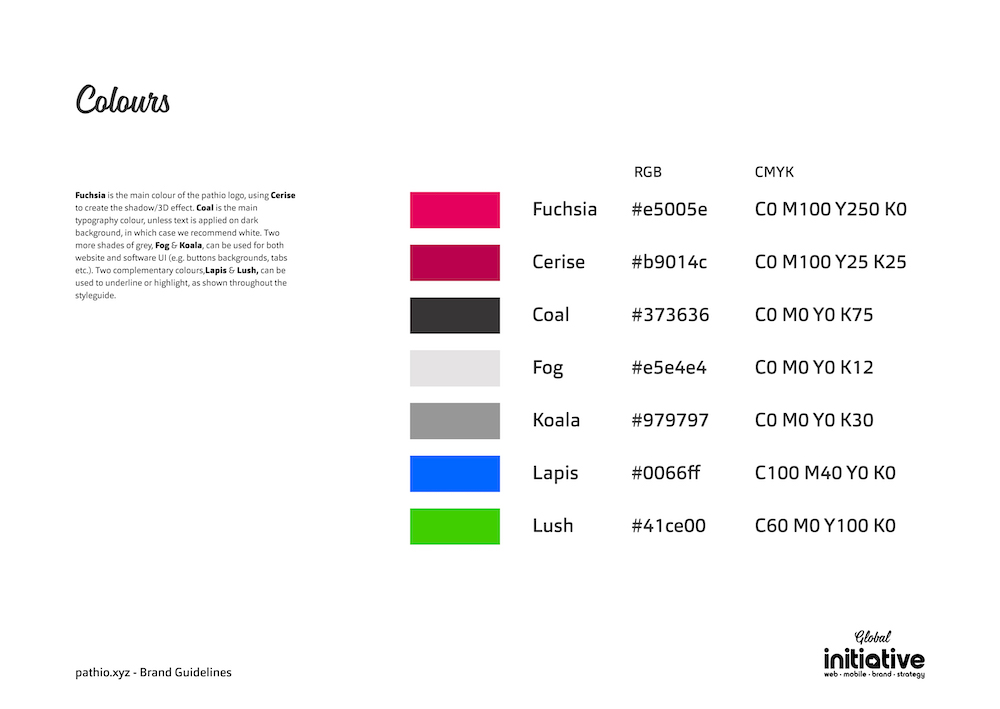 Colours
Fuchsia is the main colour of the pathio logo, using Cerise
to create the shadow/3D effect. Coal is the main
typography colour, unless text is applied on dark
background, in which case we recommend white. Two
more shades of grey, Fog & Koala, can be used for both
website and software UI (e.g. buttons backgrounds, tabs
etc.). Two complementary colours,Lapis & Lush, can be
used to underline or highlight, as shown throughout the
styleguide.
RGB CMYK
Fuchsia #e5005e C0 M100 Y250 K0
Cerise #b9014c C0 M100 Y25 K25
Coal #373636 C0 M0 Y0 K75
Fog #e5e4e4 C0 M0 Y0 K12
Koala #979797 C0 M0 Y0 K30
Lapis #0066ff C100 M40 Y0 K0
Lush #41ce00 C60 M0 Y100 K0
pathio.xyz - Brand Guidelines
Global
initiative
web · mobile · brand · strategy